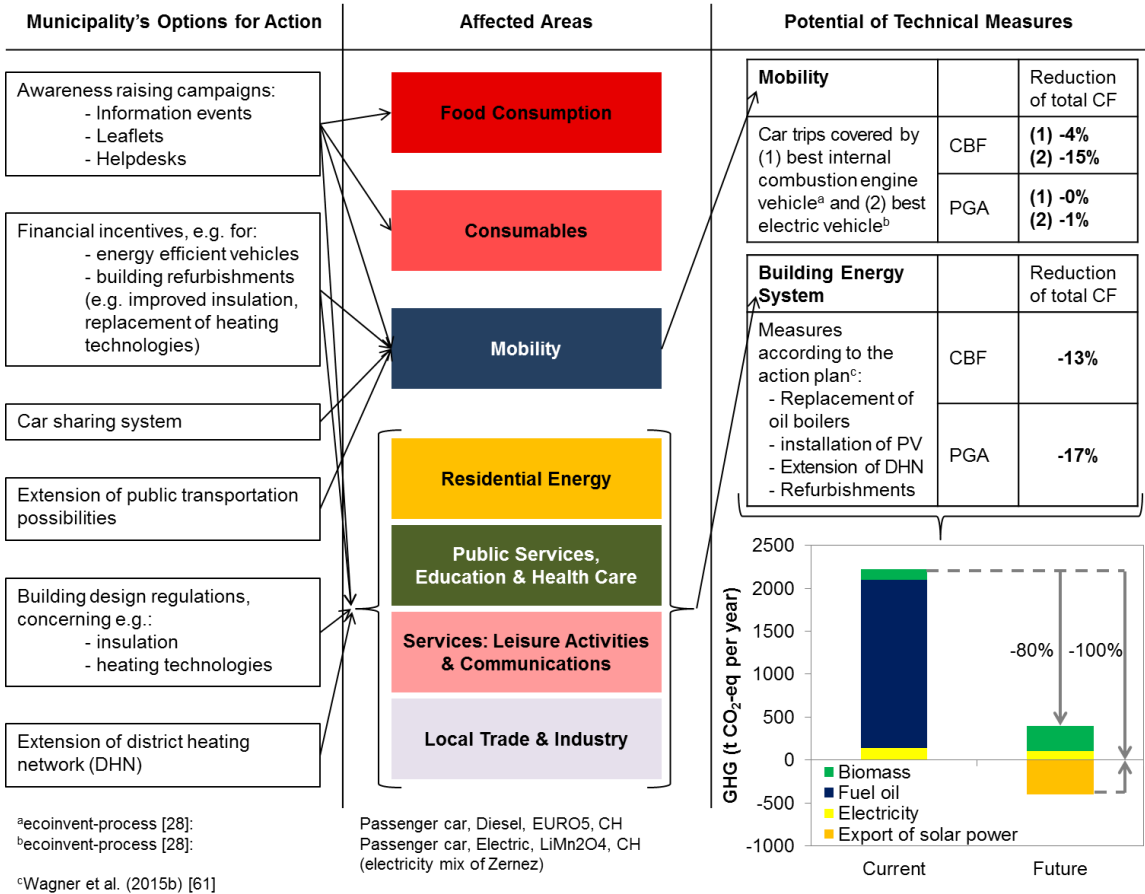 Municipality's Options for Action
Affected Areas
Potential of Technical Measures
Awareness raising campaigns:
- Information events
- Leaflets
- Helpdesks
Financial incentives, e.g. for:
- energy efficient vehicles
- building refurbishments
(e.g. improved insulation,
replacement of heating
technologies)
Car sharing system
Extension of public transportation
possibilities
Building design regulations,
concerning e.g.:
- insulation
- heating technologies
Extension of district heating
network (DHN)
Food Consumption
Consumables
Mobility
Residential Energy
Public Services,
Education & Health Care
Services: Leisure Activities
& Communications
Local Trade & Industry
Mobility
Reduction
of total CF
Car trips covered by
(1) best internal
combustion engine
vehicleᵃ and (2) best
electric vehicleᵇ
CBF
(1) -4%
(2) -15%
PGA
(1) -0%
(2) -1%
Building Energy
System
Reduction
of total CF
Measures
according to the
action planᶜ:
- Replacement of
oil boilers
- installation of PV
- Extension of DHN
- Refurbishments
CBF
-13%
PGA
-17%
GHG (t CO₂-eq per year)
2500
2000
1500
1000
500
0
-500
-1000
-80%
-100%
Biomass
Fuel oil
Electricity
Export of solar power
Current
Future
ᵃecoinvent-process [28]:
Passenger car, Diesel, EURO5, CH
ᵇecoinvent-process [28]:
Passenger car, Electric, LiMn2O4, CH
(electricity mix of Zernez)
ᶜWagner et al. (2015b) [61]